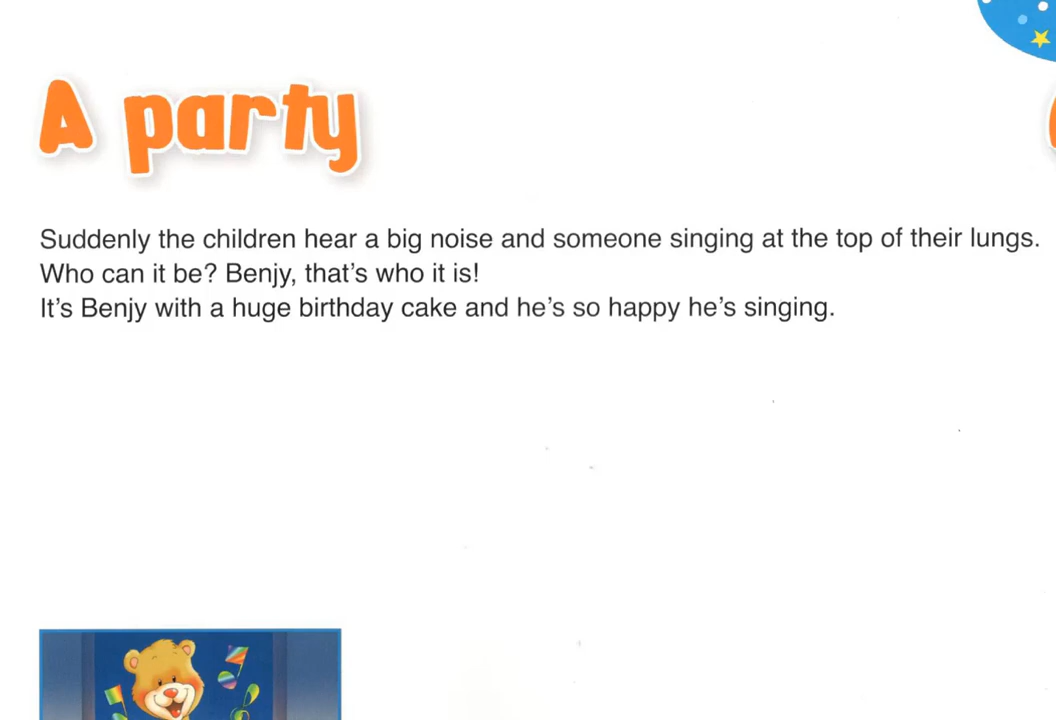 A party
Suddenly the children hear a big noise and someone singing at the top of their lungs.
Who can it be? Benjy, that’s who it is!
It’s Benjy with a huge birthday cake and he’s so happy he’s singing.